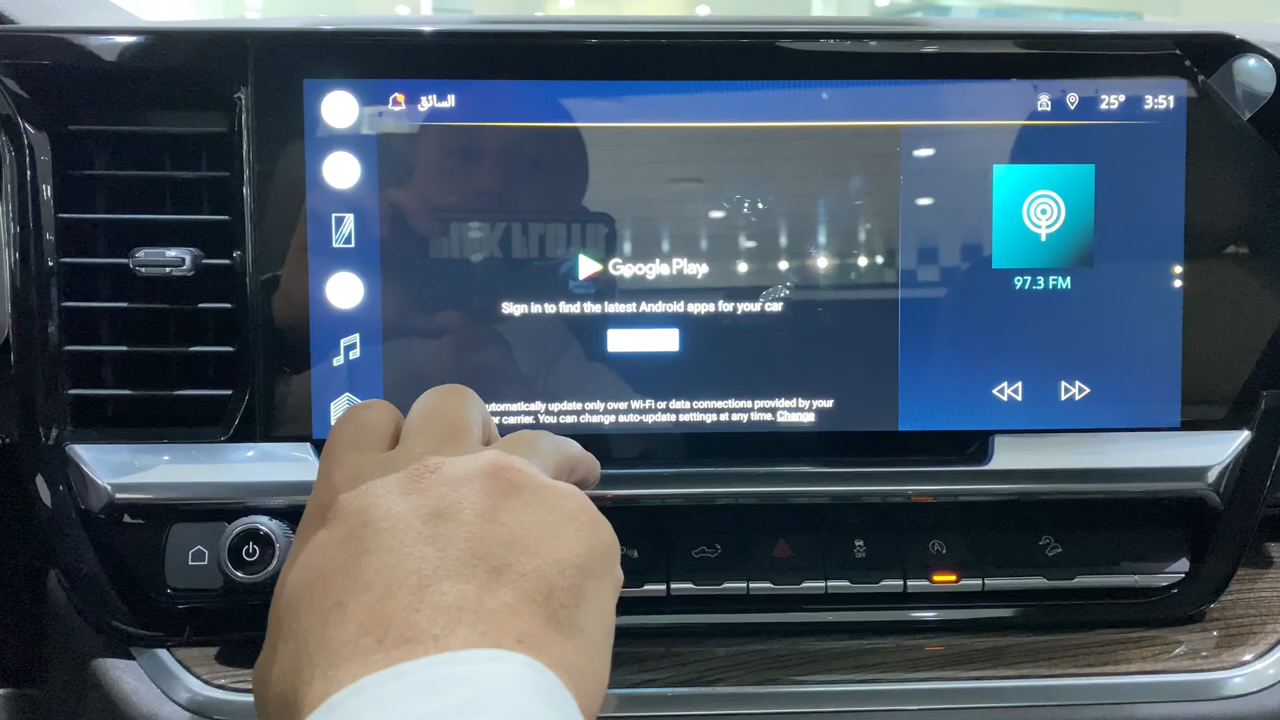 السائق
25° 3:51
Google Play
Sign in to find the latest Android apps for your car
97.3 FM
utomatically update only over Wi-Fi or data connections provided by your
r carrier. You can change auto-update settings at any time. Change
OFF
A